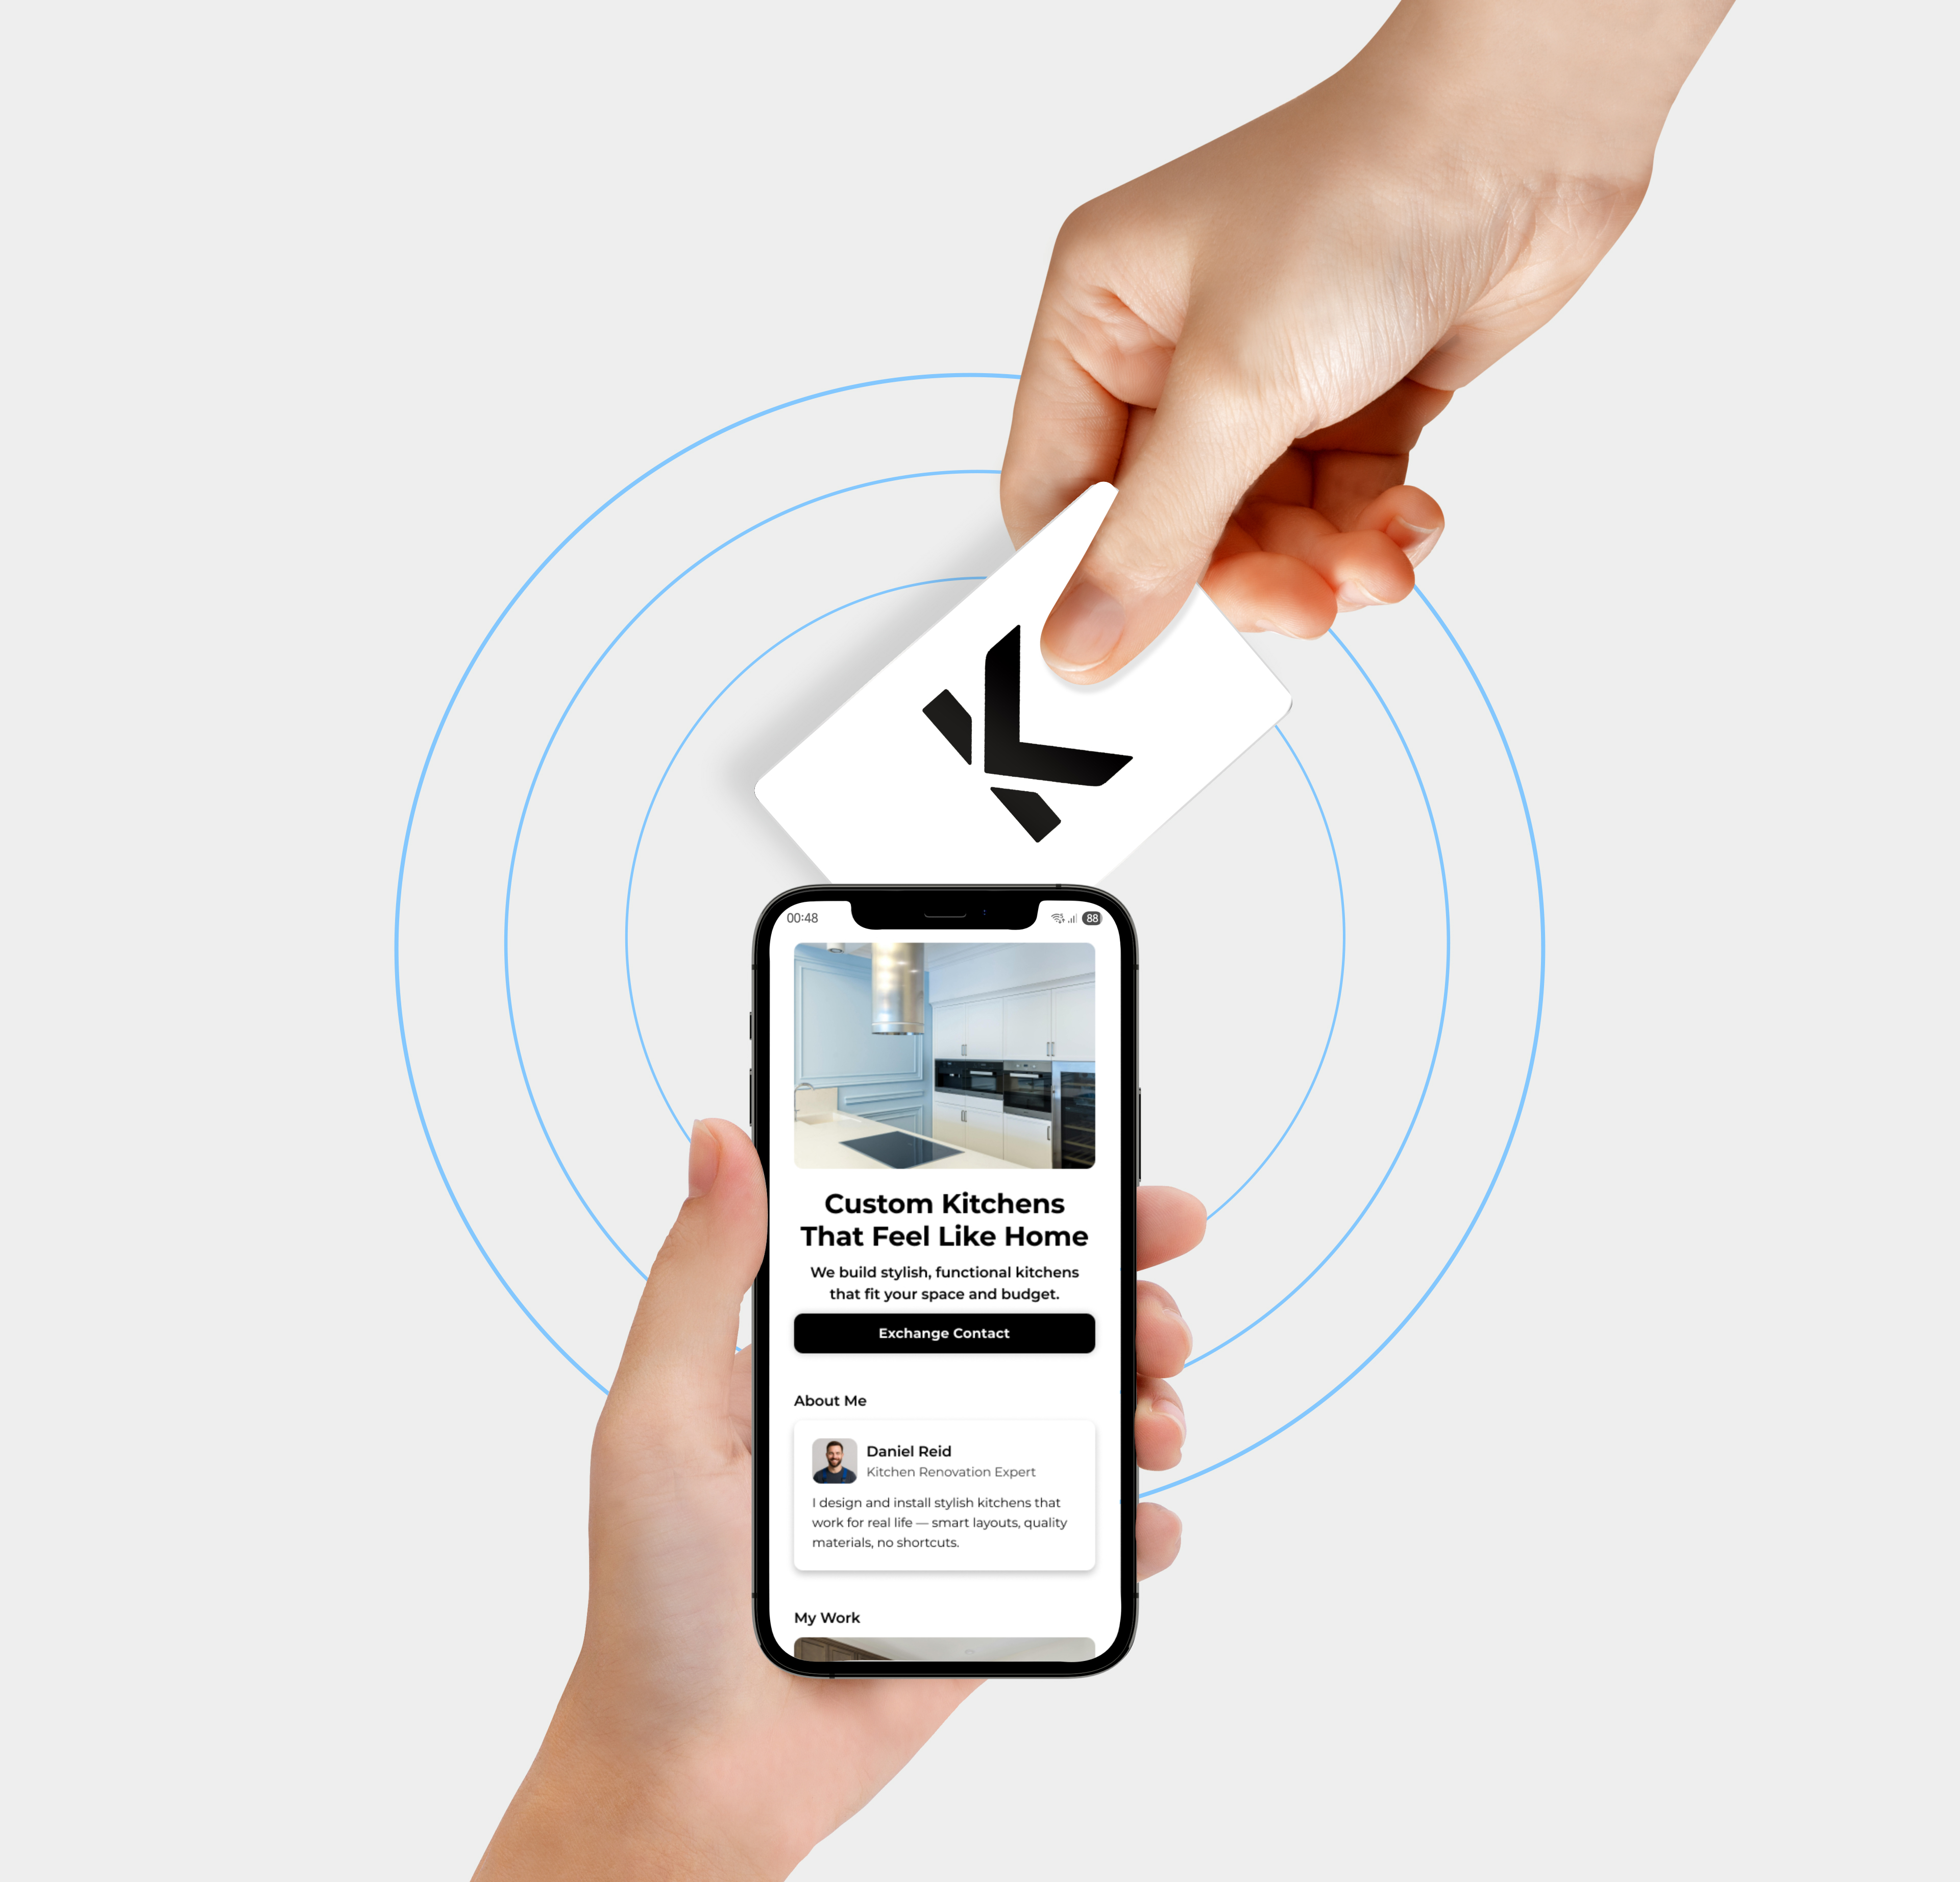 K
00:48
88
Custom Kitchens
That Feel Like Home
We build stylish, functional kitchens
that fit your space and budget.
Exchange Contact
About Me
Daniel Reid
Kitchen Renovation Expert
I design and install stylish kitchens that
work for real life — smart layouts, quality
materials, no shortcuts.
My Work